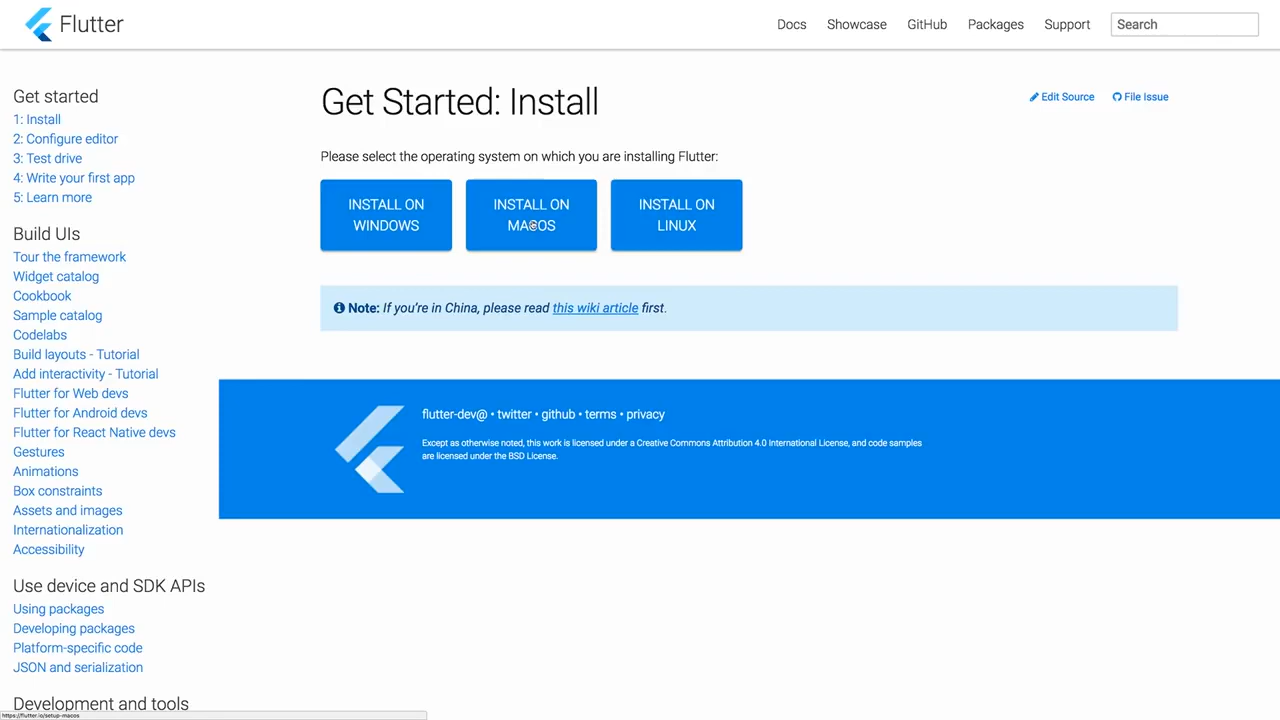 Flutter
Docs
Showcase
GitHub
Packages
Support
Search
Get started
1: Install
2: Configure editor
3: Test drive
4: Write your first app
5: Learn more
Build UIs
Tour the framework
Widget catalog
Cookbook
Sample catalog
Codelabs
Build layouts - Tutorial
Add interactivity - Tutorial
Flutter for Web devs
Flutter for Android devs
Flutter for React Native devs
Gestures
Animations
Box constraints
Assets and images
Internationalization
Accessibility
Use device and SDK APIs
Using packages
Developing packages
Platform-specific code
JSON and serialization
Development and tools
Get Started: Install
Edit Source
File Issue
Please select the operating system on which you are installing Flutter:
INSTALL ON
WINDOWS
INSTALL ON
MACOS
INSTALL ON
LINUX
Note: If you’re in China, please read this wiki article first.
flutter-dev@ • twitter • github • terms • privacy
Except as otherwise noted, this work is licensed under a Creative Commons Attribution 4.0 International License, and code samples
are licensed under the BSD License.
https://flutter.io/setup-macos